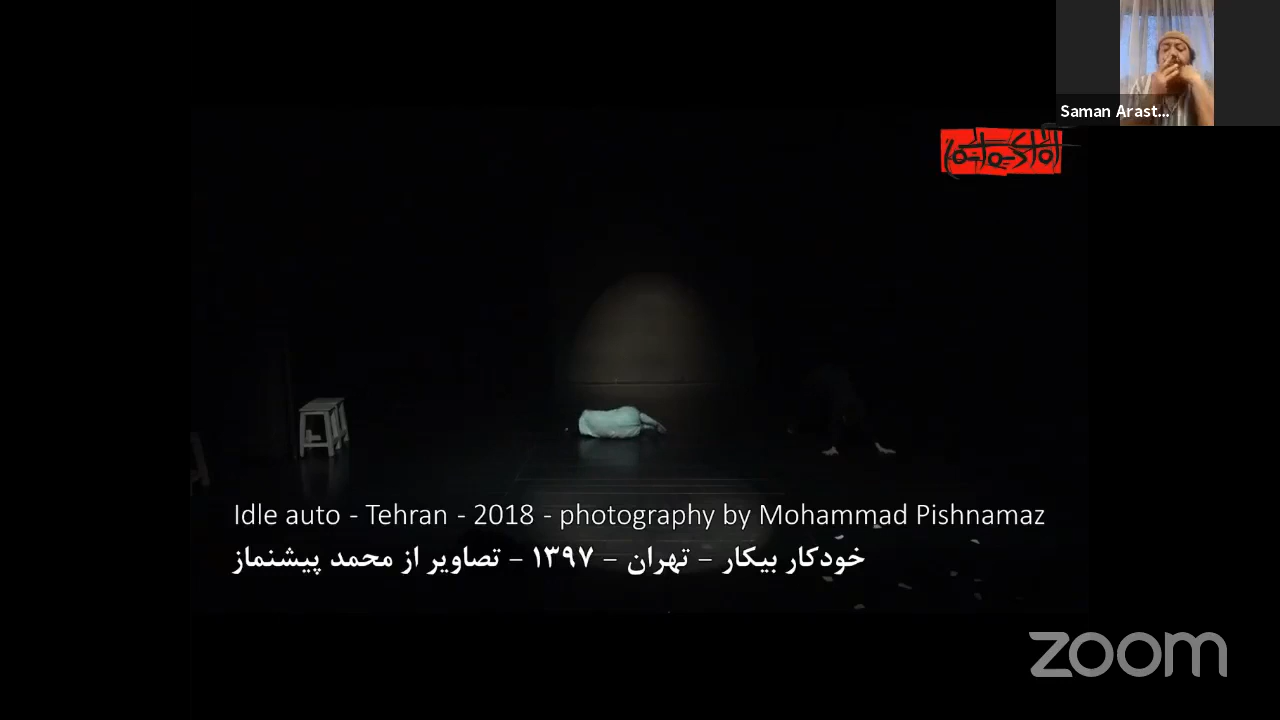 Saman Arast...
Idle auto - Tehran - 2018 - photography by Mohammad Pishnamaz
خودکار بیکار – تهران – ۱۳۹۷ – تصاویر از محمد پیشنماز
zoom